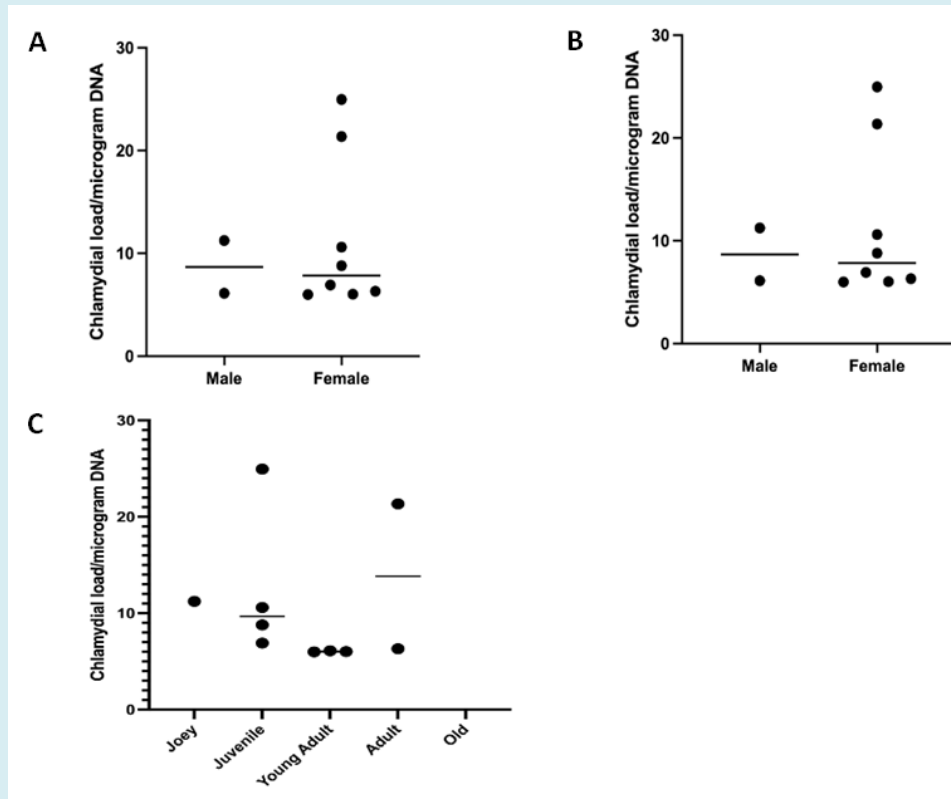 A
Chlamydial load/microgram DNA
30
20
10
0
Male Female
B
Chlamydial load/microgram DNA
30
20
10
0
Male Female
C
Chlamydial load/microgram DNA
30
20
10
0
Joey
Juvenile
Young Adult
Adult
Old